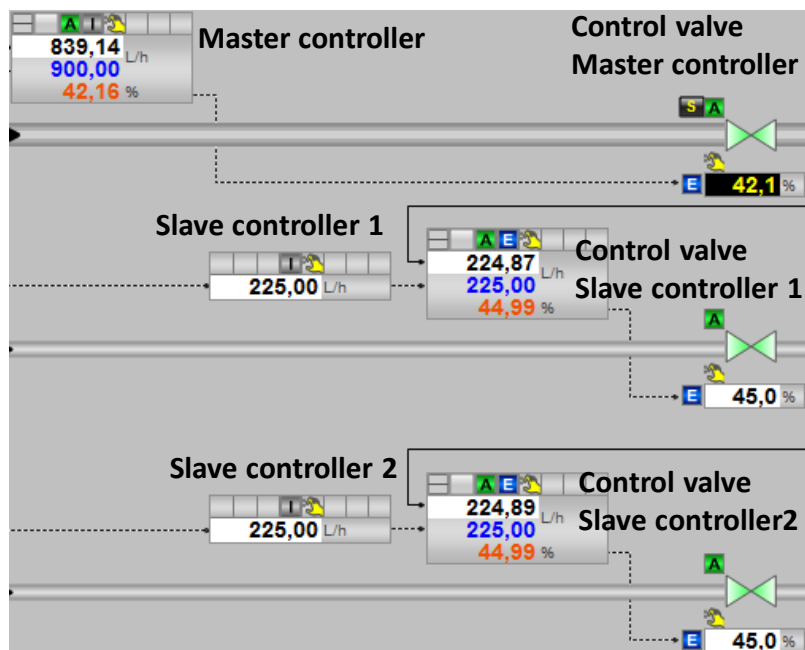 A I
839,14 L/h
900,00
42,16 %
Master controller
Control valve
Master controller
S A
E 42,1 %
Slave controller 1
I
225,00 L/h
A E
224,87 L/h
225,00
44,99 %
Control valve
Slave controller 1
A
E 45,0 %
Slave controller 2
I
225,00 L/h
A E
224,89 L/h
225,00
44,99 %
Control valve
Slave controller2
A
E 45,0 %